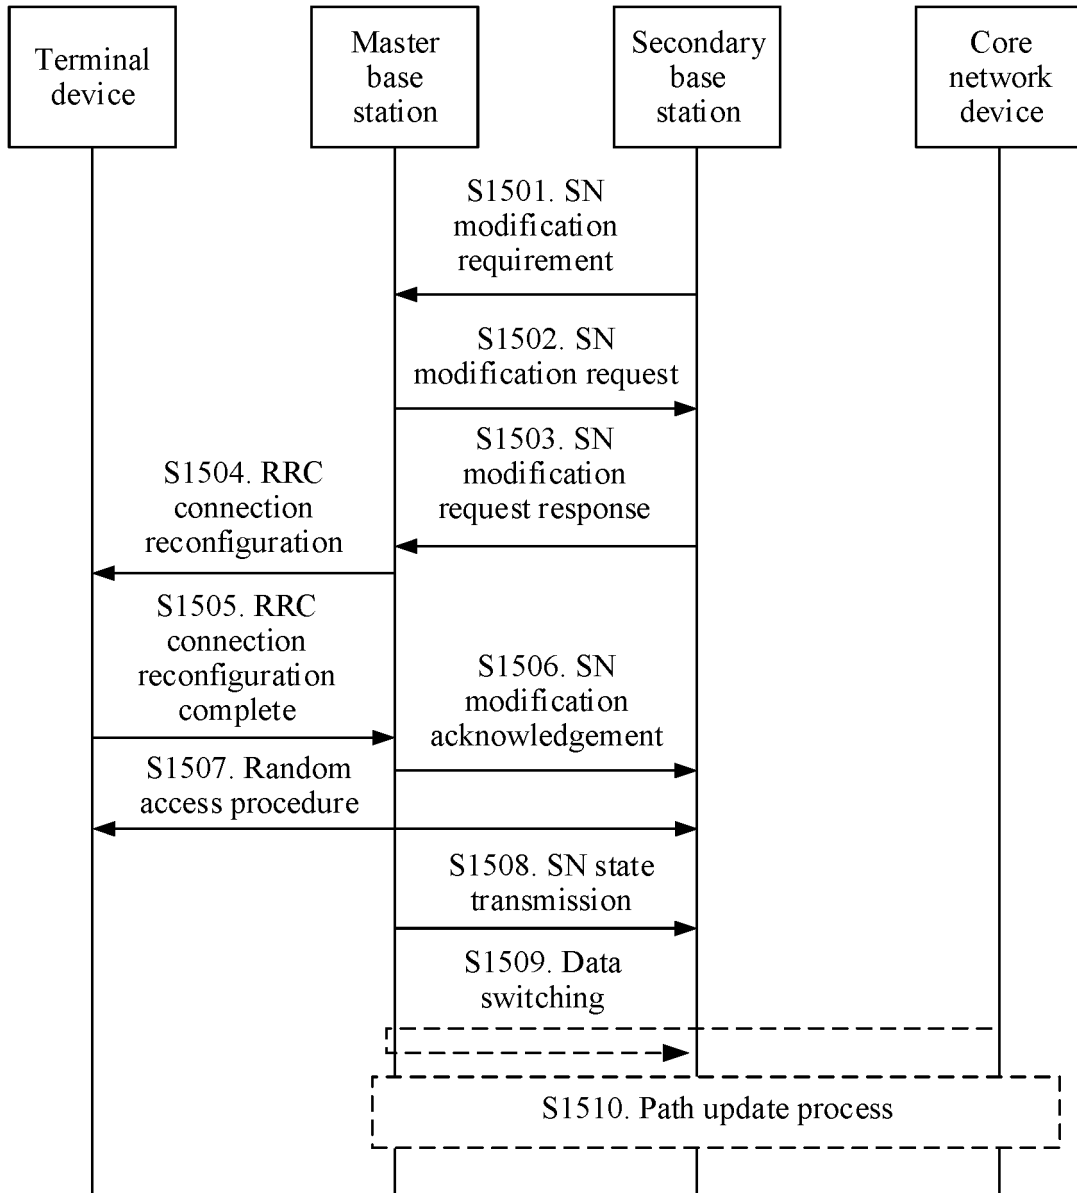 Terminal
device
Master
base
station
Secondary
base
station
Core
network
device
S1501. SN
modification
requirement
S1502. SN
modification request
S1503. SN
modification
request response
S1504. RRC
connection
reconfiguration
S1505. RRC
connection
reconfiguration
complete
S1506. SN
modification
acknowledgement
S1507. Random
access procedure
S1508. SN state
transmission
S1509. Data
switching
S1510. Path update process